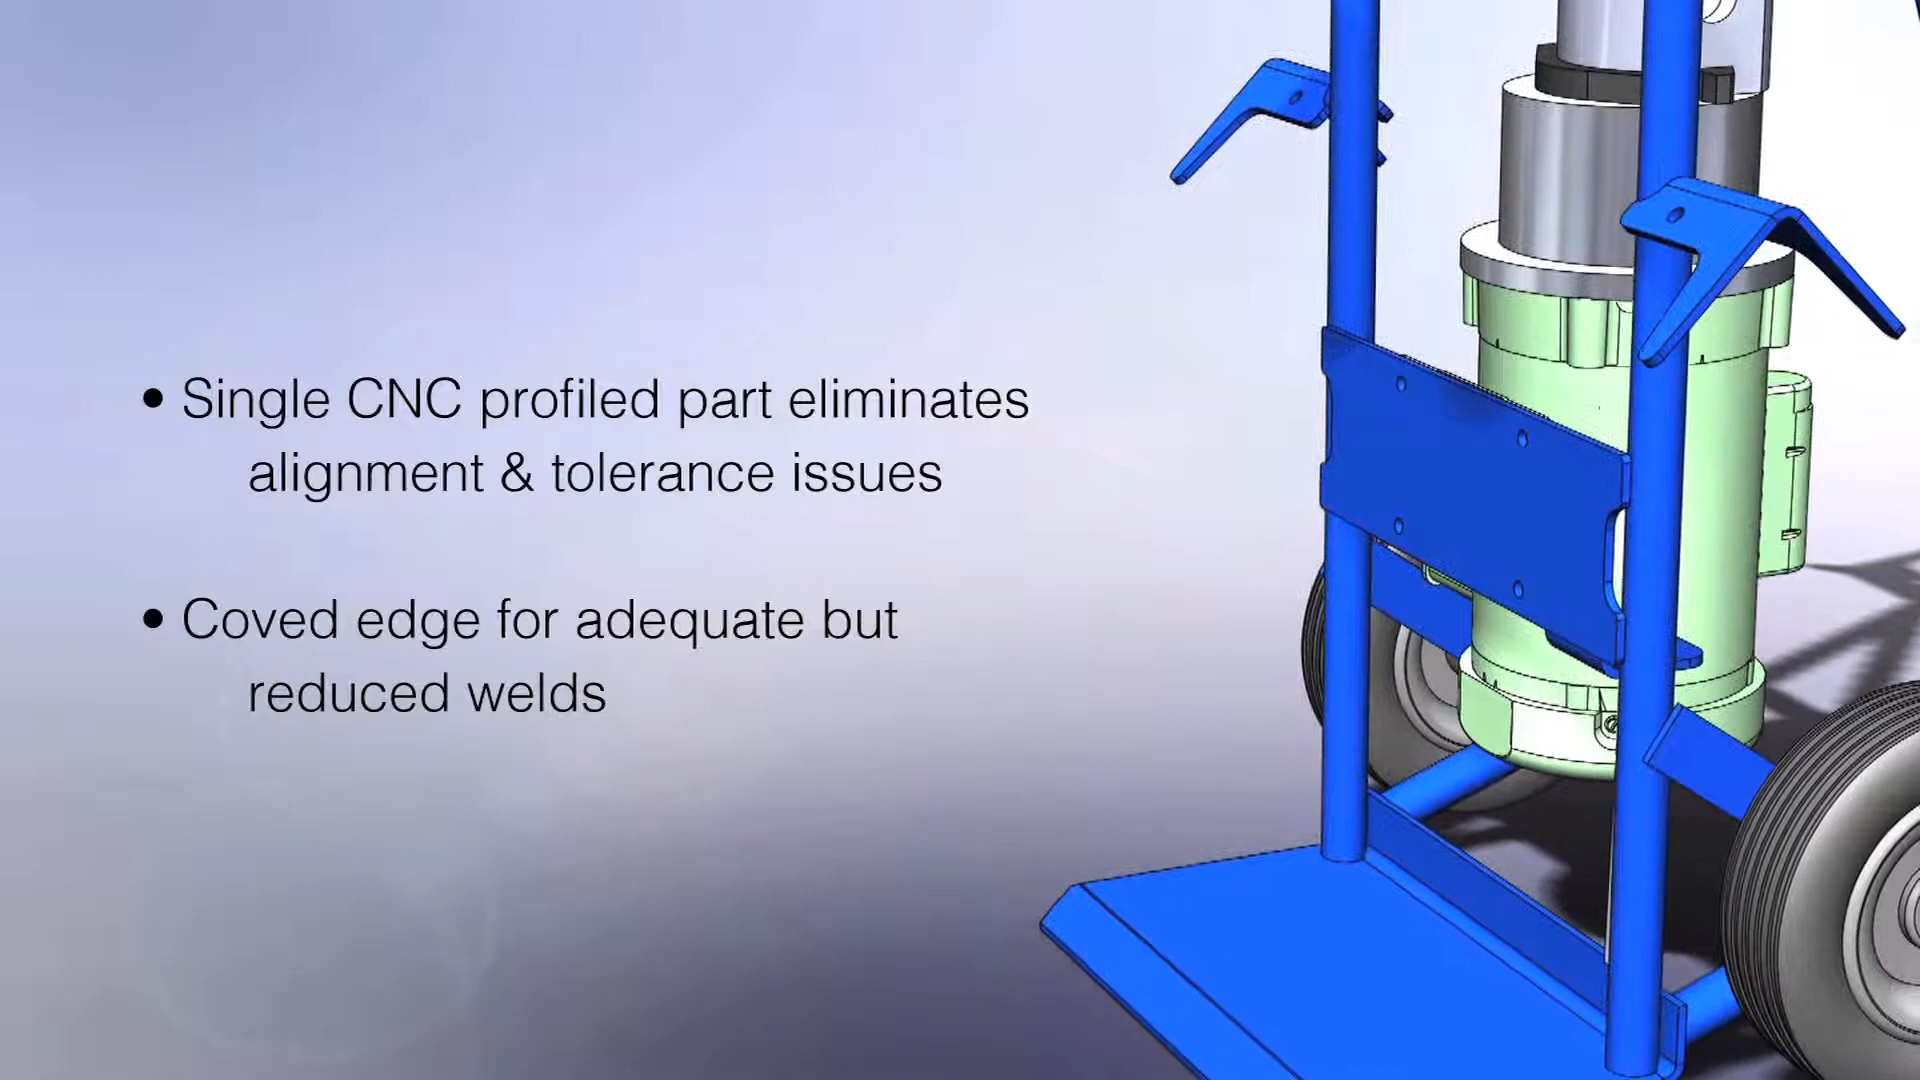 • Single CNC profiled part eliminates
alignment & tolerance issues
• Coved edge for adequate but
reduced welds